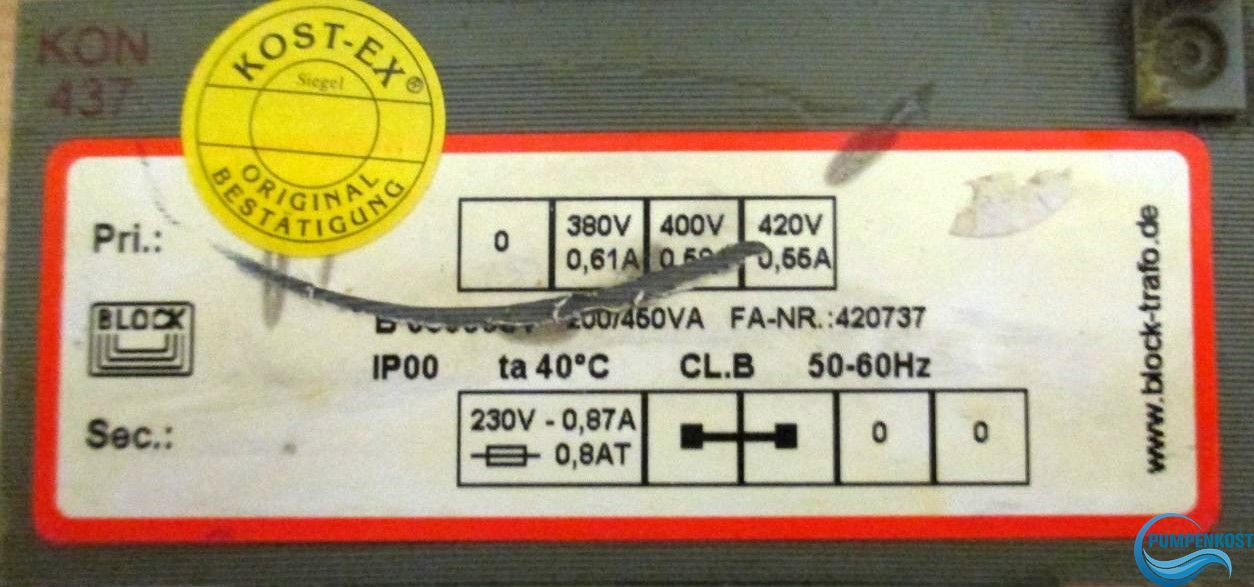 KON
437
KOST-EX®
Siegel
ORIGINAL
BESTÄTIGUNG
Pri.:
0
380V 400V 420V
0,61A 0,55A
BLOCK
200/450VA FA-NR.:420737
IP00 ta 40°C CL.B 50-60Hz
Sec.:
230V - 0,87A
0,8AT
0 0
www.block-trafo.de
PUMPENKOST